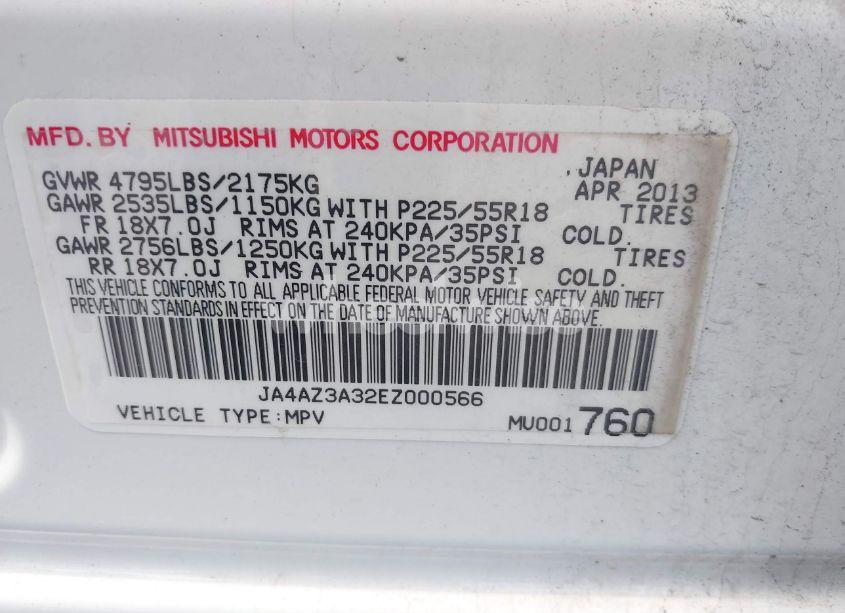 MFD. BY MITSUBISHI MOTORS CORPORATION
, JAPAN
GVWR 4795LBS/2175KG APR 2013
GAWR 2535LBS/1150KG WITH P225/55R18 TIRES
FR 18X7.0J RIMS AT 240KPA/35PSI COLD.
GAWR 2756LBS/1250KG WITH P225/55R18 TIRES
RR 18X7.0J RIMS AT 240KPA/35PSI COLD.
THIS VEHICLE CONFORMS TO ALL APPLICABLE FEDERAL MOTOR VEHICLE SAFETY AND THEFT
PREVENTION STANDARDS IN EFFECT ON THE DATE OF MANUFACTURE SHOWN ABOVE.
JA4AZ3A32EZ000566
VEHICLE TYPE:MPV MU001 760